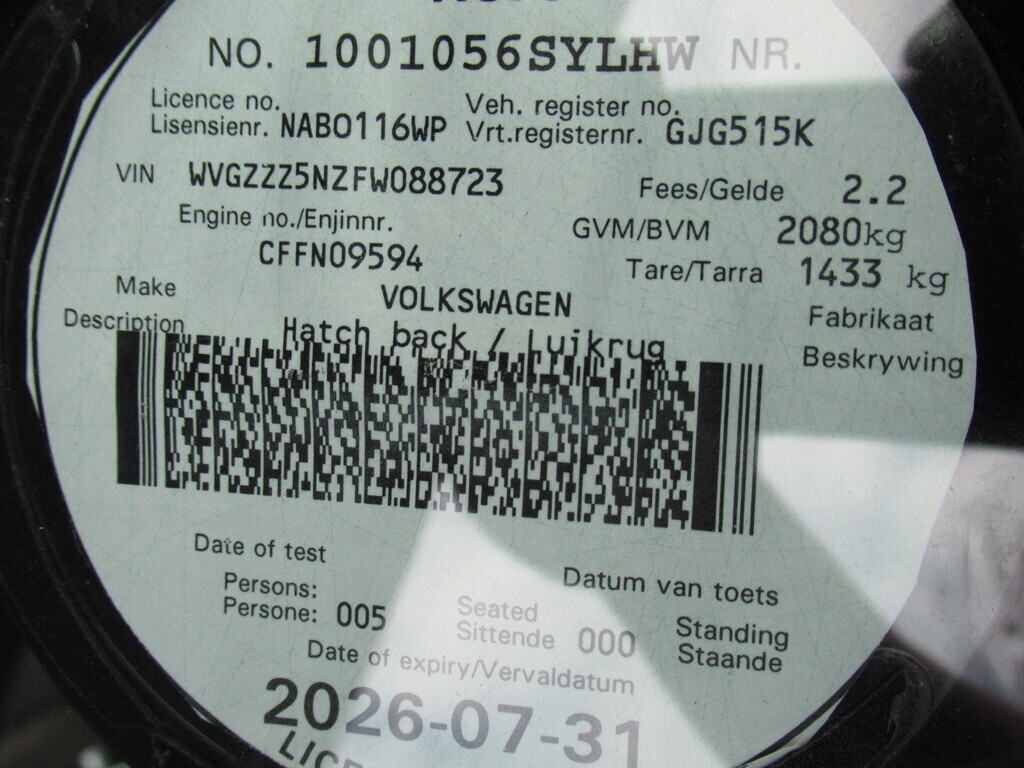 NO. 1001056SYLHW NR.
Licence no. Veh. register no.
Lisensienr. NAB0116WP Vrt.registernr. GJG515K
VIN WVGZZZ5NZFW088723 Fees/Gelde 2.2
Engine no./Enjinnr. GVM/BVM 2080kg
CFFN09594 Tare/Tarra 1433 kg
Make VOLKSWAGEN Fabrikaat
Description Hatch back / Luikrug Beskrywing
Date of test Datum van toets
Persons: Seated Standing
Persone: 005 Sittende 000 Staande
Date of expiry/Vervaldatum
2026-07-31